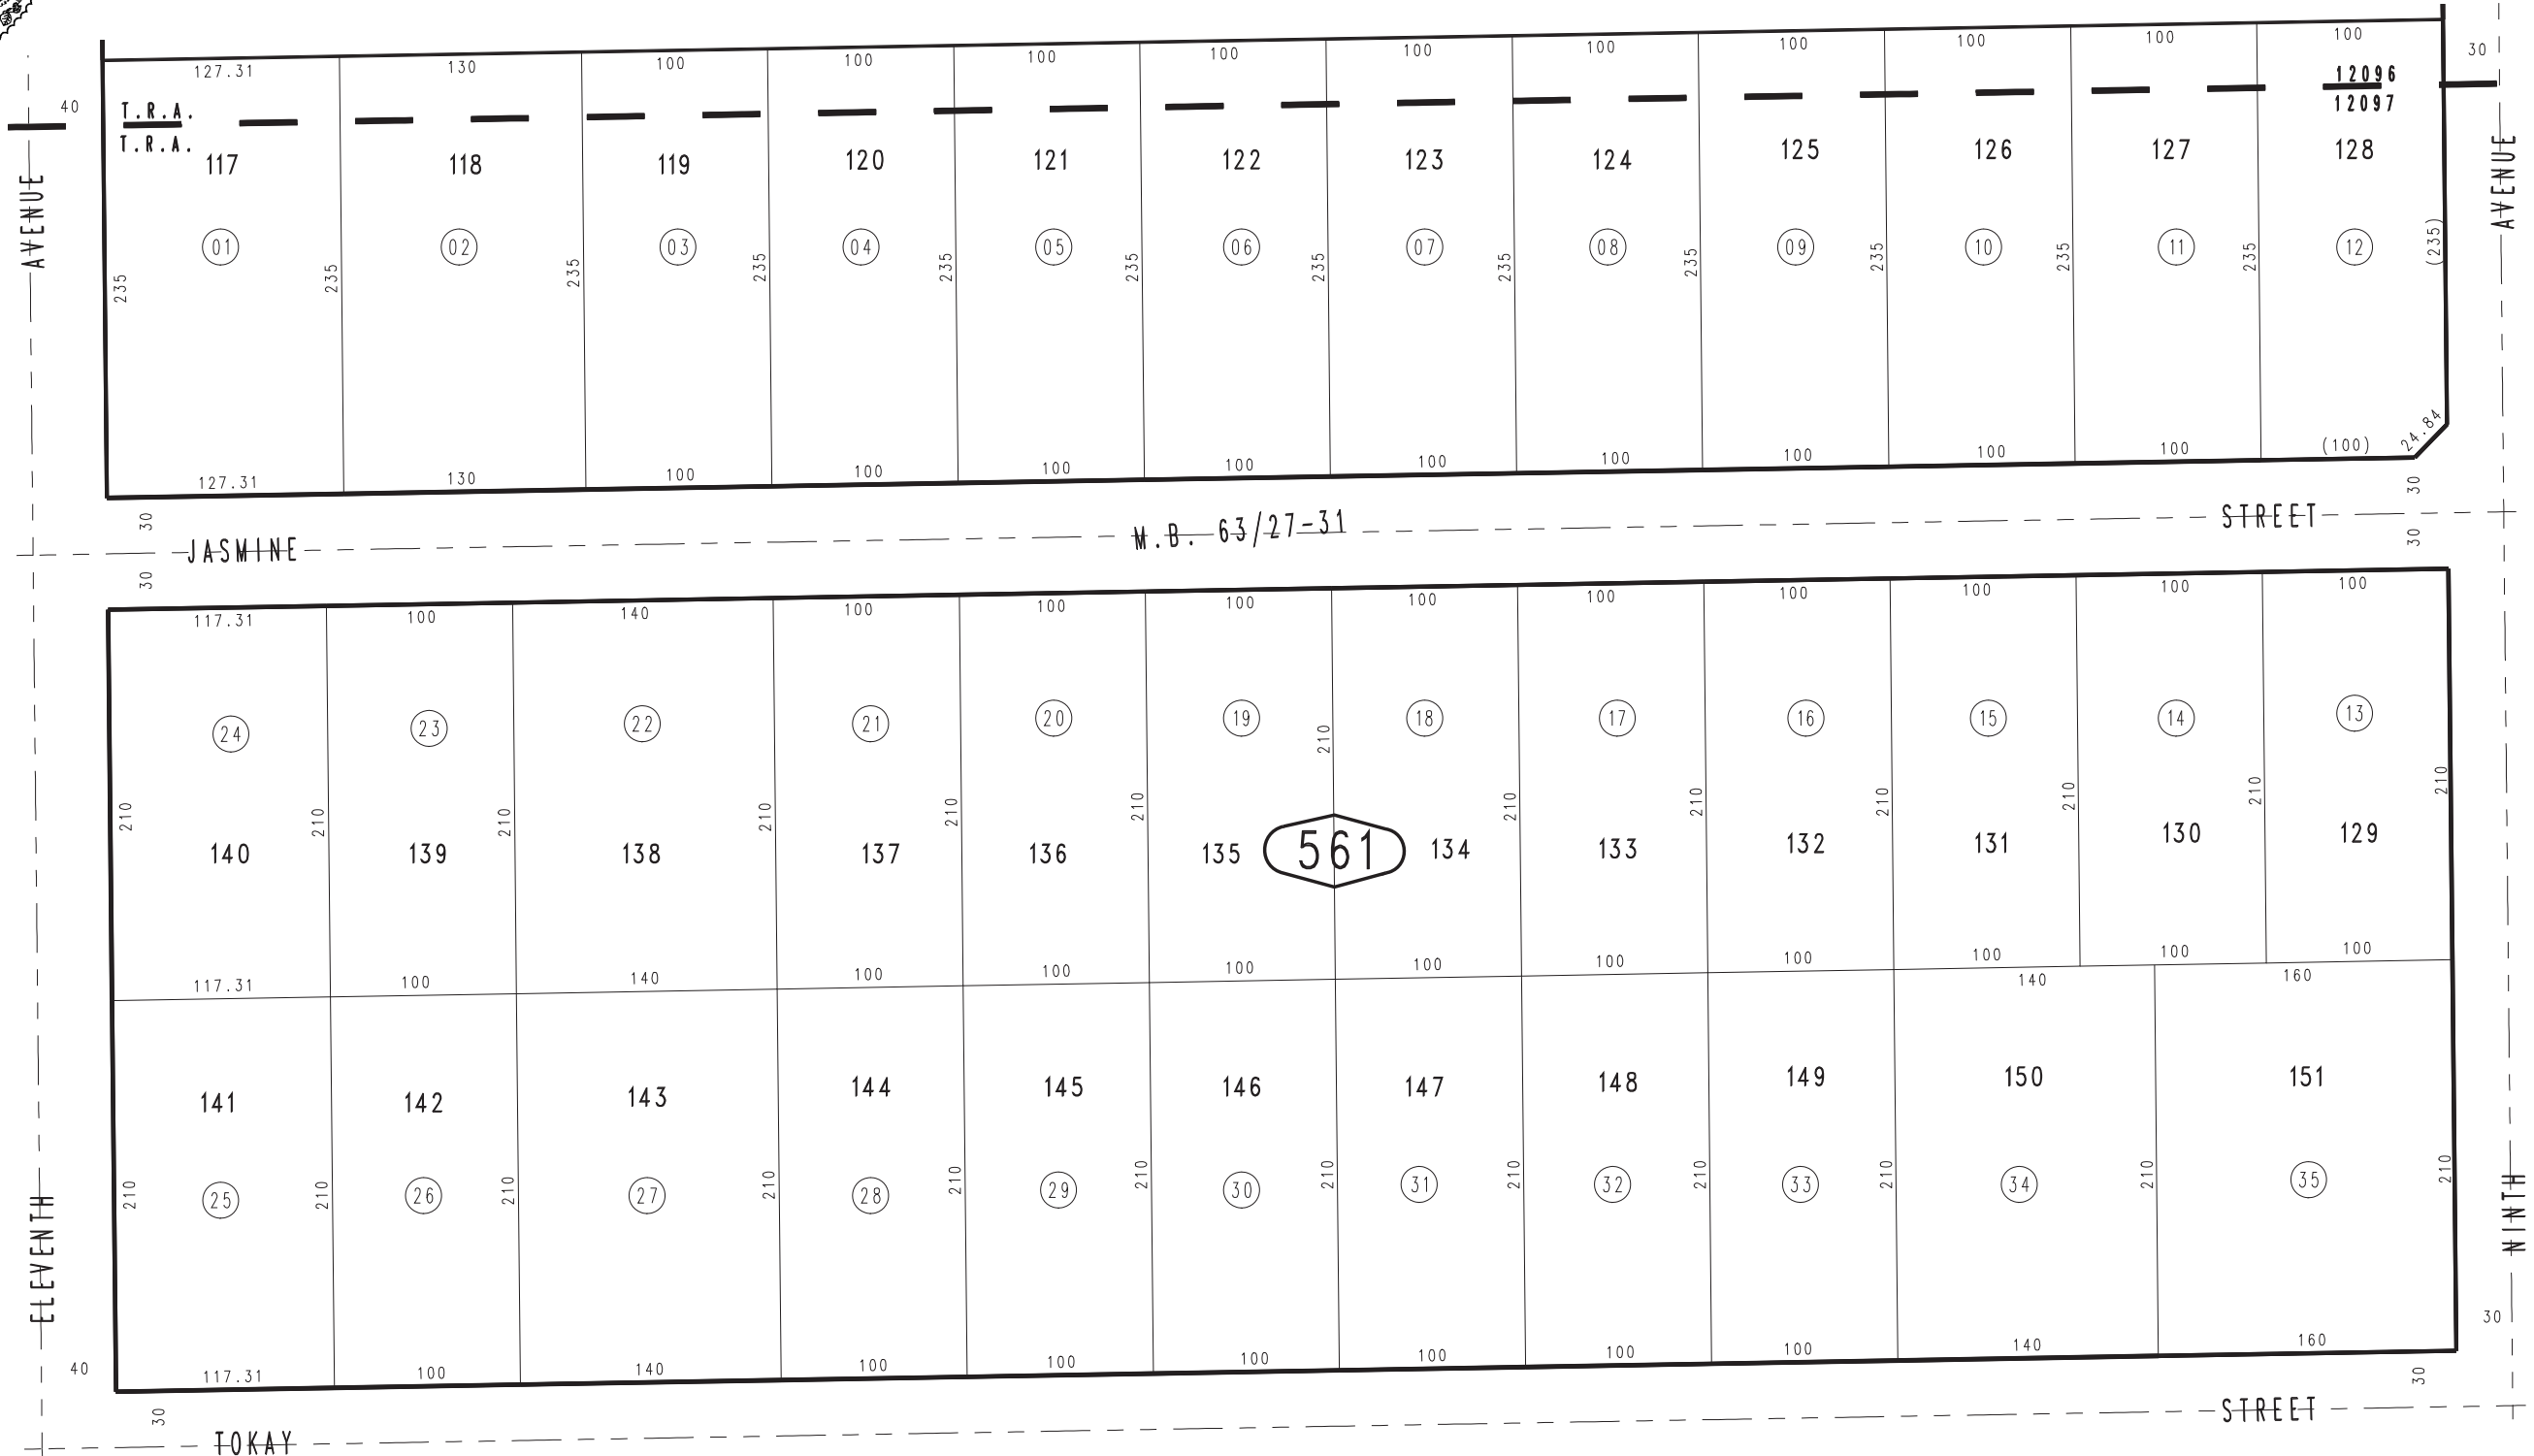 127.31 130 100 100 100 100 100 100 100 100 100 100
40 30
T.R.A. 12096
T.R.A. 12097
117 118 119 120 121 122 123 124 125 126 127 128
AVENUE AVENUE
01 02 03 04 05 06 07 08 09 10 11 12
235 235 235 235 235 235 235 235 235 235 235 235 (235)
24.84
127.31 130 100 100 100 100 100 100 100 100 100 (100)
30 30
JASMINE M.B. 63/27-31 STREET
30 30
117.31 100 140 100 100 100 100 100 100 100 100 100
24 23 22 21 20 19 18 17 16 15 14 13
210 210 210 210 210 210 210 210 210 210 210 210 210
140 139 138 137 136 135 561 134 133 132 131 130 129
117.31 100 140 100 100 100 100 100 100 100 100 100
140 160
141 142 143 144 145 146 147 148 149 150 151
25 26 27 28 29 30 31 32 33 34 35
210 210 210 210 210 210 210 210 210 210 210 210
ELEVENTH NINTH
40 30
117.31 100 140 100 100 100 100 100 100 140 160
30 30
TOKAY STREET